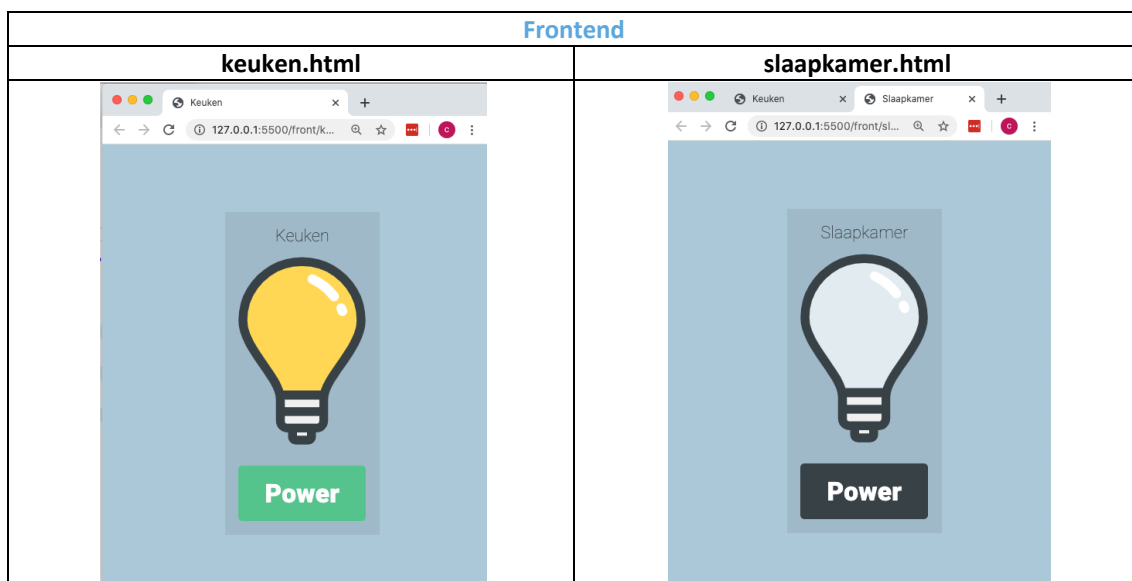 Frontend
keuken.html
slaapkamer.html
Keuken
127.0.0.1:5500/front/k...
Keuken
Power
Keuken
Slaapkamer
127.0.0.1:5500/front/sl...
Slaapkamer
Power